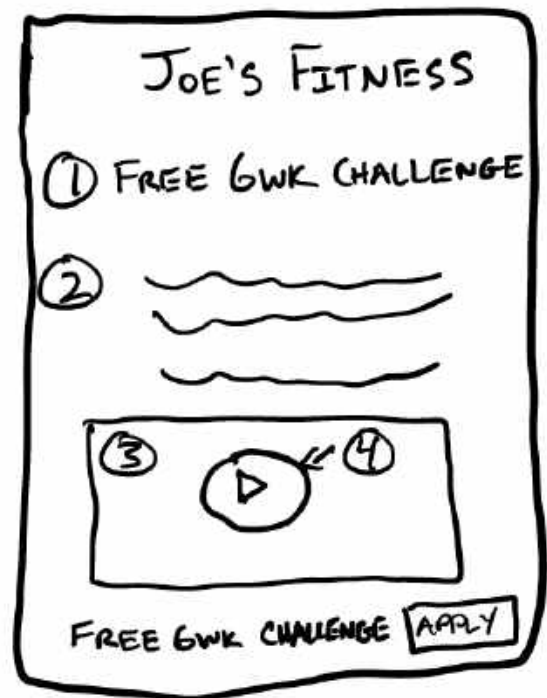 JOE'S FITNESS
1 FREE 6WK CHALLENGE
2
3 4
FREE 6WK CHALLENGE APPLY